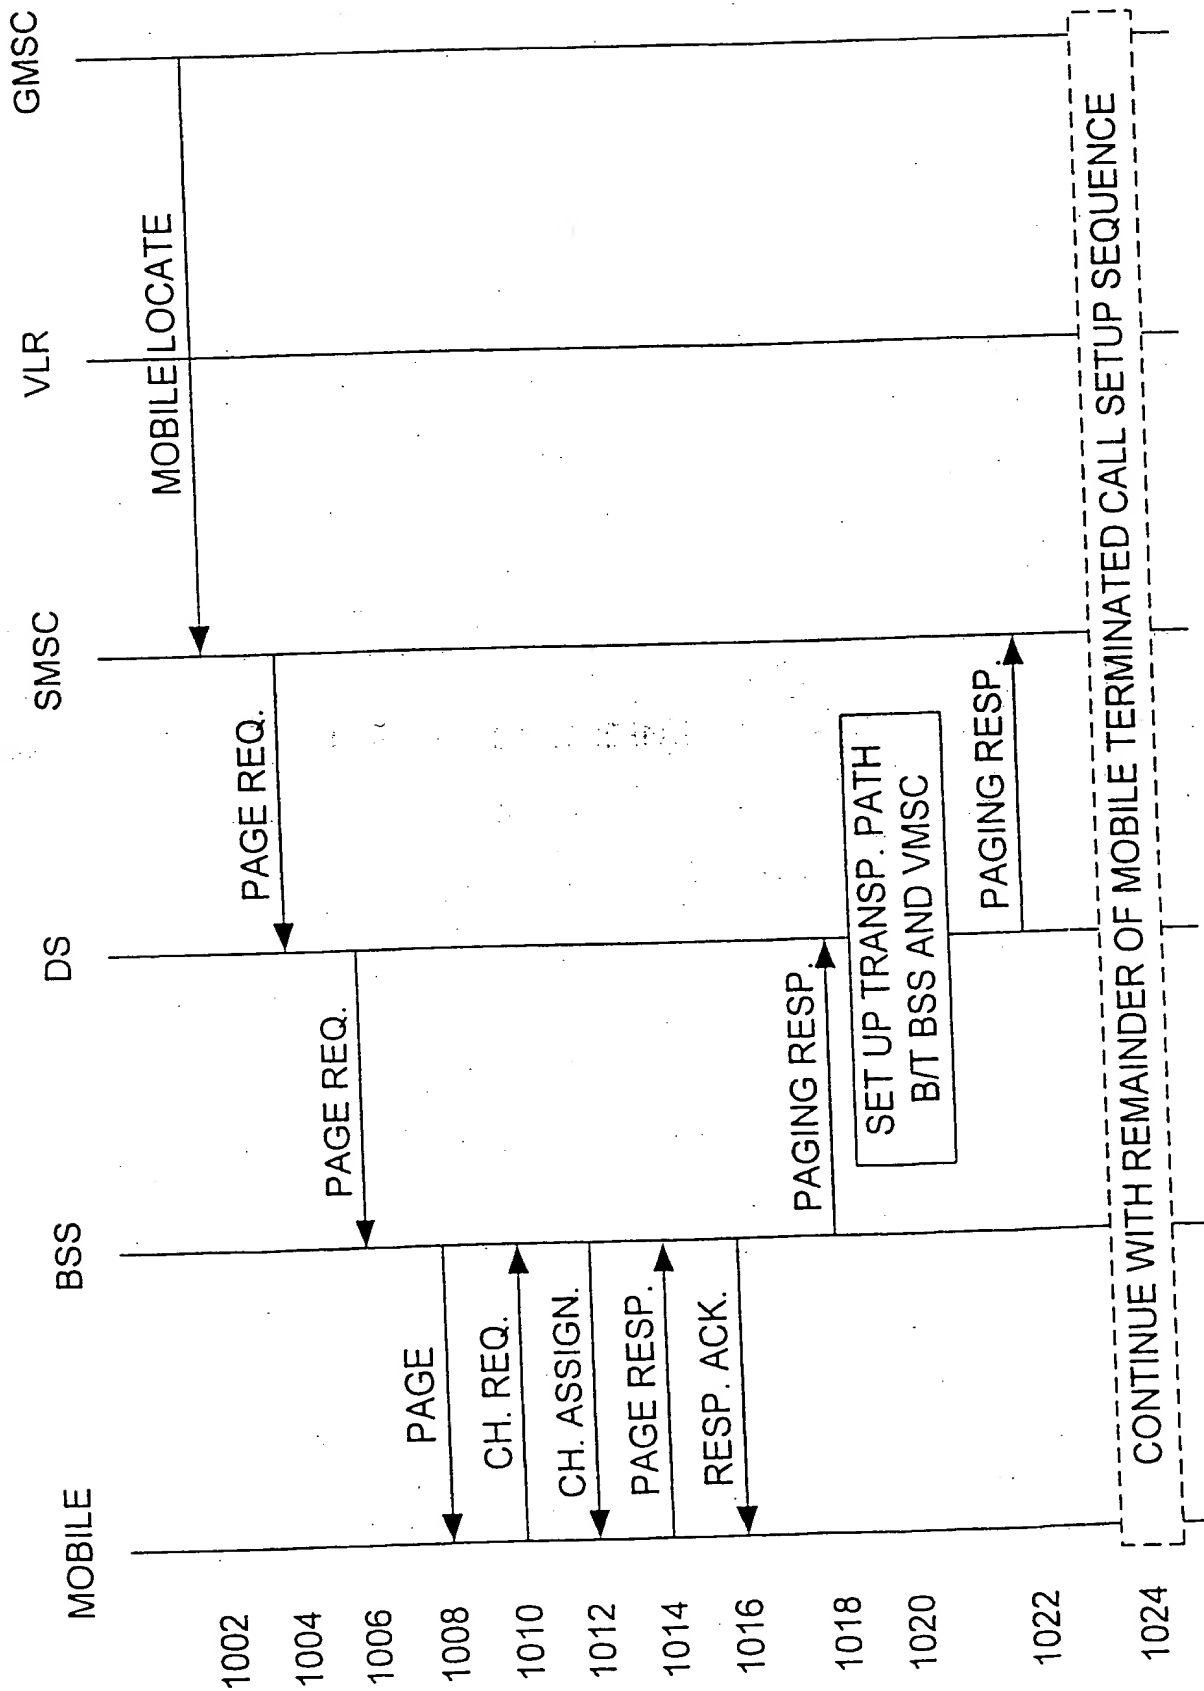 MOBILE
BSS
DS
SMSC
VLR
GMSC
1002
MOBILE LOCATE
1004
PAGE REQ.
1006
PAGE REQ.
1008
PAGE
1010
CH. REQ.
1012
CH. ASSIGN.
1014
PAGE RESP.
1016
RESP. ACK.
1018
PAGING RESP.
1020
SET UP TRANSP. PATH
B/T BSS AND VMSC
1022
PAGING RESP.
1024
CONTINUE WITH REMAINDER OF MOBILE TERMINATED CALL SETUP SEQUENCE